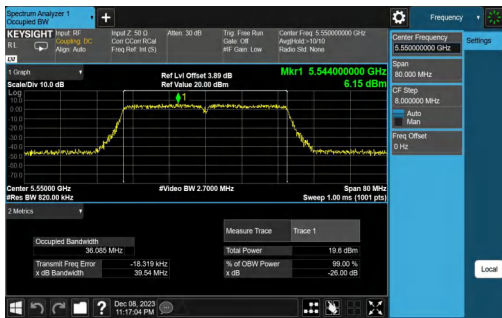 Spectrum Analyzer 1
Occupied BW
Frequency
KEYSIGHT Input: RF Input Z: 50 Ω Atten: 30 dB Trig: Free Run Center Freq: 5.550000000 GHz
RL Coupling: DC Corr CCorr RCal Gate: Off Avg|Hold:>10/10
Align: Auto Freq Ref: Int (S) #IF Gain: Low Radio Std: None
LXI
1 Graph
Ref Lvl Offset 3.89 dB
Mkr1 5.544000000 GHz
Scale/Div 10.0 dB
Ref Value 20.00 dBm
6.15 dBm
Log
1
10.0
0.00
-10.0
-20.0
-30.0
-40.0
-50.0
-60.0
-70.0
Center 5.55000 GHz
#Video BW 2.7000 MHz
Span 80 MHz
#Res BW 820.00 kHz
Sweep 1.00 ms (1001 pts)
2 Metrics
Measure Trace Trace 1
Occupied Bandwidth
36.085 MHz
Total Power 19.6 dBm
Transmit Freq Error -18.319 kHz
% of OBW Power 99.00 %
x dB Bandwidth 39.54 MHz
x dB -26.00 dB
Dec 08, 2023
11:17:04 PM
Center Frequency
5.550000000 GHz
Span
80.000 MHz
CF Step
8.000000 MHz
Auto
Man
Freq Offset
0 Hz
Settings
Local